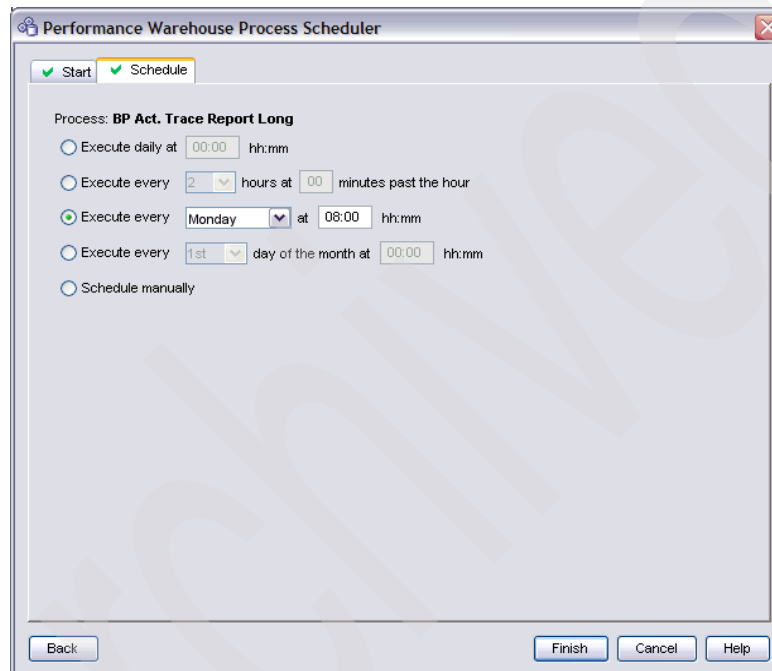 Performance Warehouse Process Scheduler
Start Schedule
Process: BP Act. Trace Report Long
Execute daily at 00:00 hh:mm
Execute every 2 hours at 00 minutes past the hour
Execute every Monday at 08:00 hh:mm
Execute every 1st day of the month at 00:00 hh:mm
Schedule manually
Back Finish Cancel Help